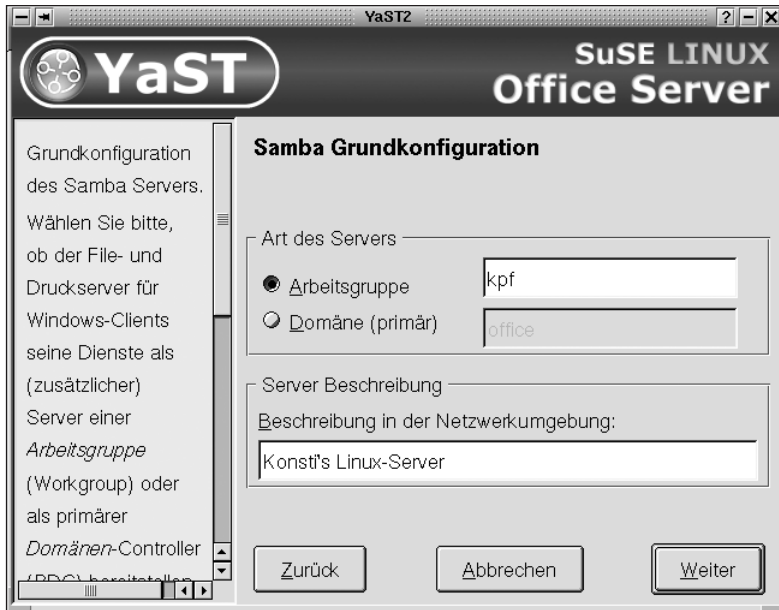 YaST2
YaST
SuSE LINUX
Office Server
Grundkonfiguration
des Samba Servers.
Wählen Sie bitte,
ob der File- und
Druckserver für
Windows-Clients
seine Dienste als
(zusätzlicher)
Server einer
Arbeitsgruppe
(Workgroup) oder
als primärer
Domänen-Controller
(PDC) bereitstellen
Samba Grundkonfiguration
Art des Servers
Arbeitsgruppe
kpf
Domäne (primär)
office
Server Beschreibung
Beschreibung in der Netzwerkumgebung:
Konsti's Linux-Server
Zurück
Abbrechen
Weiter